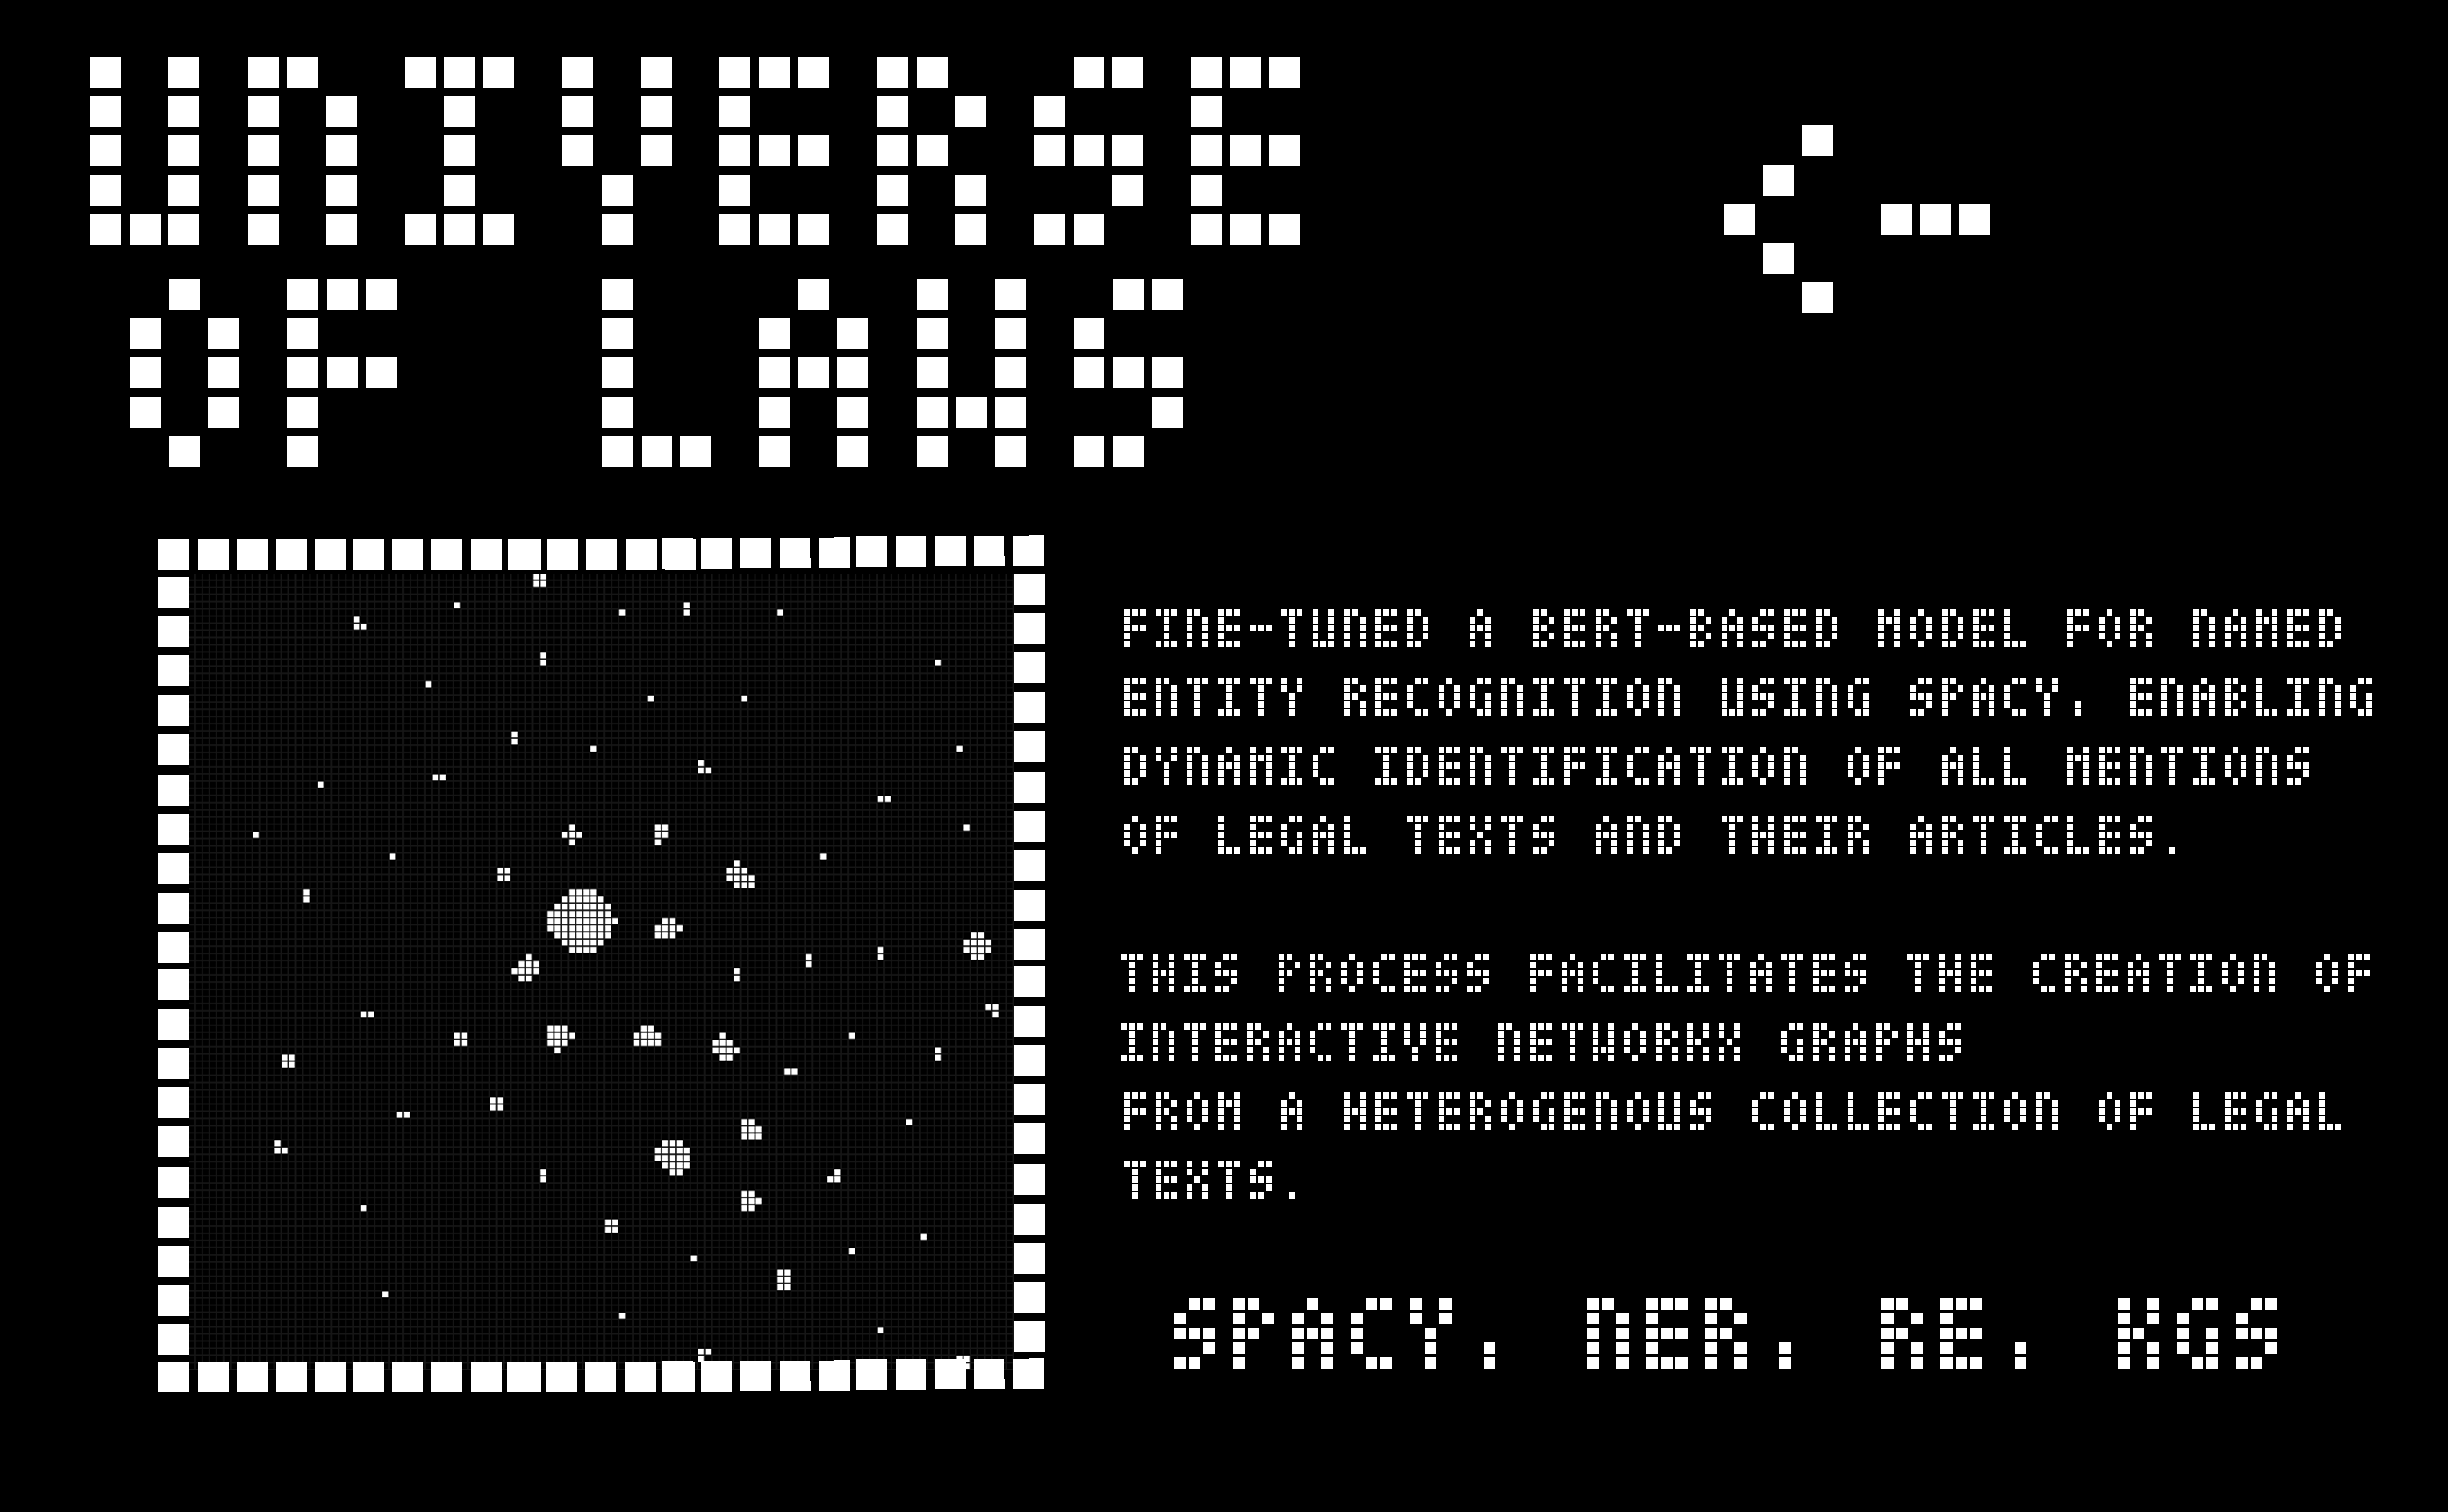 UNIVERSE
OF LAWS
<--
FINE-TUNED A BERT-BASED MODEL FOR NAMED
ENTITY RECOGNITION USING SPACY, ENABLING
DYNAMIC IDENTIFICATION OF ALL MENTIONS
OF LEGAL TEXTS AND THEIR ARTICLES.
THIS PROCESS FACILITATES THE CREATION OF
INTERACTIVE NETWORKX GRAPHS
FROM A HETEROGENOUS COLLECTION OF LEGAL
TEXTS.
SPACY, NER, RE, KGS